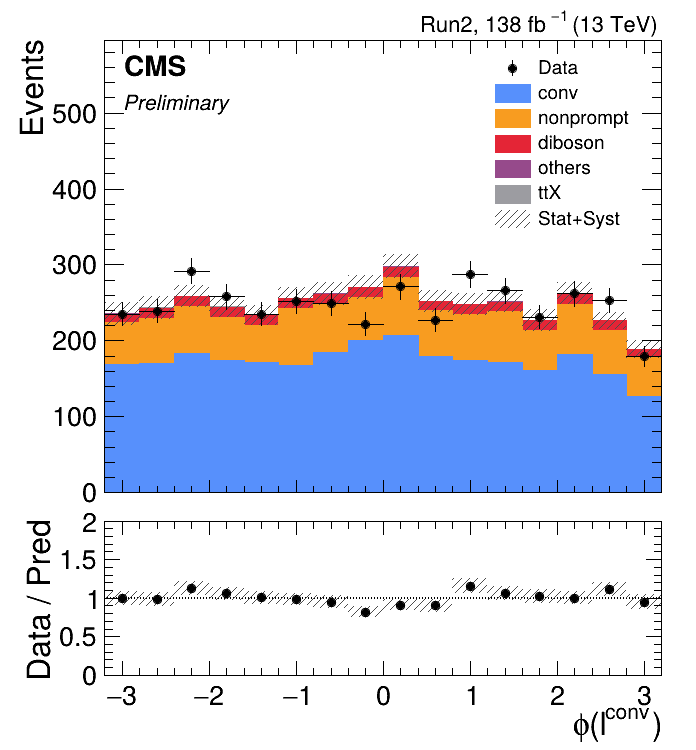 Run2, 138 fb⁻¹ (13 TeV)
CMS
Preliminary
Data
conv
nonprompt
diboson
others
ttX
Stat+Syst
Events
500
400
300
200
100
0
Data / Pred
2
1.5
1
0.5
0
−3 −2 −1 0 1 2 3
ϕ(l^conv)